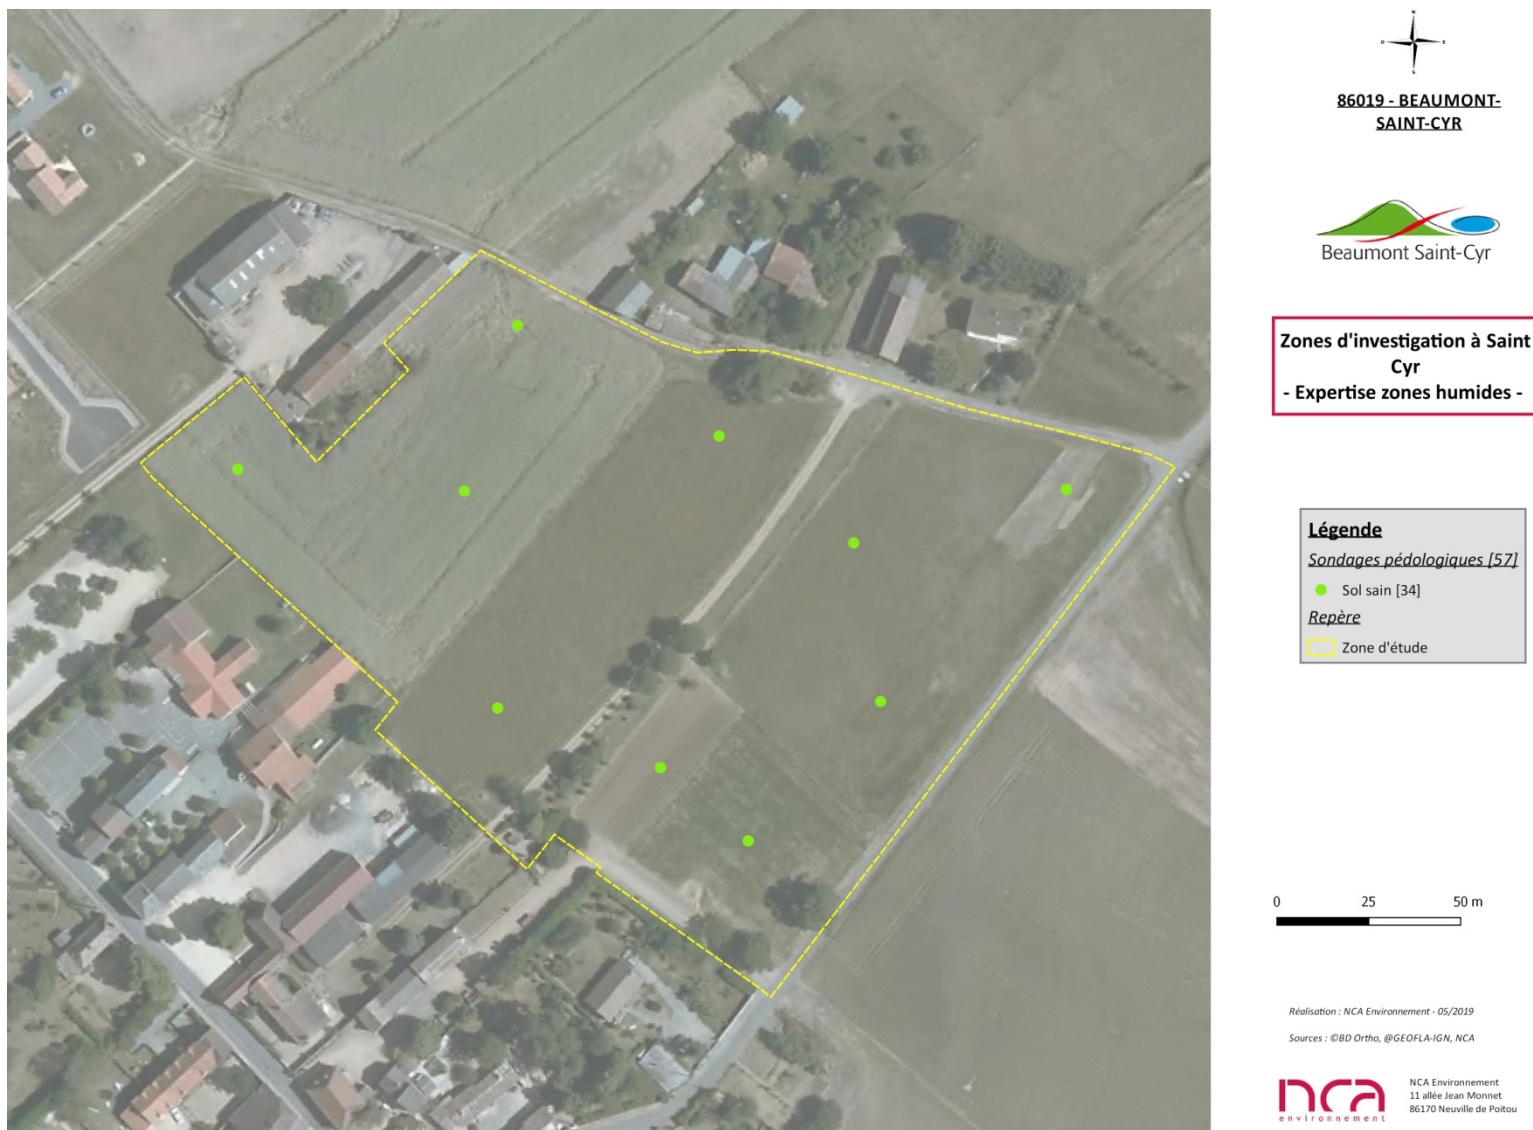 N
O
E
S
86019 - BEAUMONT-
SAINT-CYR
Beaumont Saint-Cyr
Zones d'investigation à Saint
Cyr
- Expertise zones humides -
Légende
Sondages pédologiques [57]
Sol sain [34]
Repère
Zone d'étude
0 25 50 m
Réalisation : NCA Environnement - 05/2019
Sources : ©BD Ortho, @GEOFLA-IGN, NCA
nca
environnement
NCA Environnement
11 allée Jean Monnet
86170 Neuville de Poitou